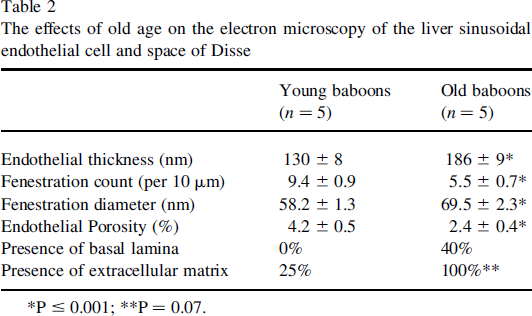 Table 2
The effects of old age on the electron microscopy of the liver sinusoidal
endothelial cell and space of Disse
Young baboons Old baboons
(n = 5) (n = 5)
Endothelial thickness (nm) 130 ± 8 186 ± 9*
Fenestration count (per 10 μm) 9.4 ± 0.9 5.5 ± 0.7*
Fenestration diameter (nm) 58.2 ± 1.3 69.5 ± 2.3*
Endothelial Porosity (%) 4.2 ± 0.5 2.4 ± 0.4*
Presence of basal lamina 0% 40%
Presence of extracellular matrix 25% 100%**
*P ≤ 0.001; **P = 0.07.